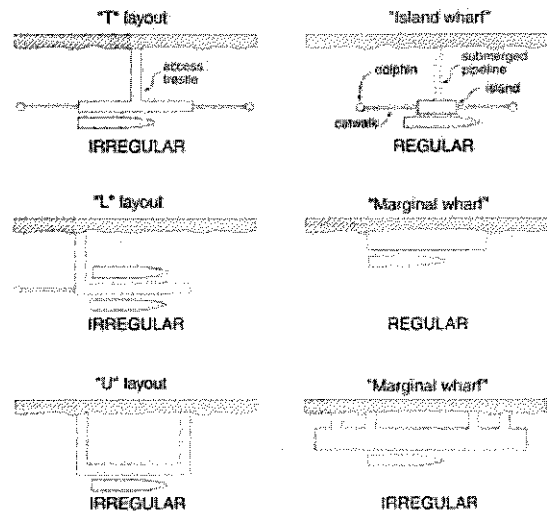 "T" layout
access
trestle
IRREGULAR
"Island wharf"
submerged
pipeline
dolphin
island
catwalk
REGULAR
"L" layout
IRREGULAR
"Marginal wharf"
REGULAR
"U" layout
IRREGULAR
"Marginal wharf"
IRREGULAR